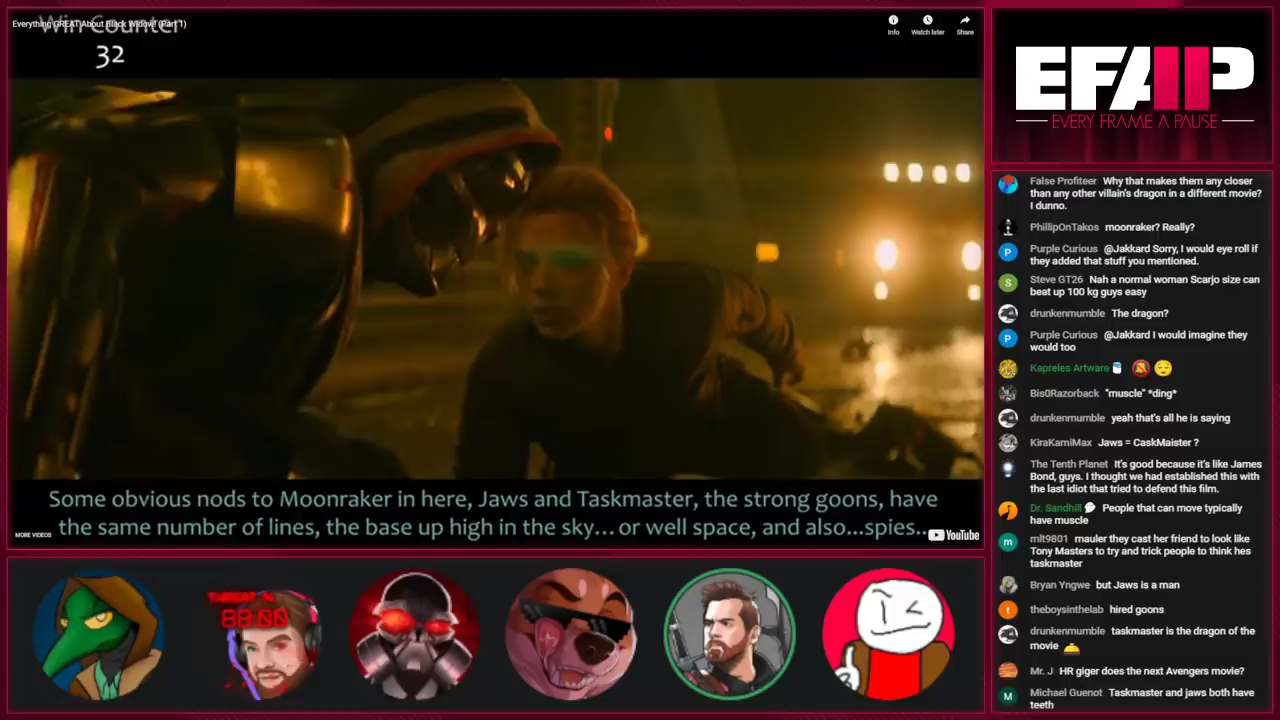 Everything GREAT About Black Widow! (Part 1)
Win Counter
32
Info
Watch later
Share
Some obvious nods to Moonraker in here, Jaws and Taskmaster, the strong goons, have
the same number of lines, the base up high in the sky...or well space, and also...spies..
MORE VIDEOS
YouTube
THREAT
88.00
EFAP
EVERY FRAME A PAUSE
False Profiteer Why that makes them any closer
than any other villain's dragon in a different movie?
I dunno.
PhillipOnTakos moonraker? Really?
Purple Curious @Jakkard Sorry, I would eye roll if
they added that stuff you mentioned.
Steve GT26 Nah a normal woman Scarjo size can
beat up 100 kg guys easy
drunkenmumble The dragon?
Purple Curious @Jakkard I would imagine they
would too
Kapreles Artware
Bis0Razorback "muscle" *ding*
drunkenmumble yeah that's all he is saying
KiraKamiMax Jaws = CaskMaister ?
The Tenth Planet It's good because it's like James
Bond, guys. I thought we had established this with
the last idiot that tried to defend this film.
Dr. Sandhill People that can move typically
have muscle
mlt9801 mauler they cast her friend to look like
Tony Masters to try and trick people to think hes
taskmaster
Bryan Yngwe but Jaws is a man
theboysinthelab hired goons
drunkenmumble taskmaster is the dragon of the
movie
Mr. J HR giger does the next Avengers movie?
Michael Guenot Taskmaster and jaws both have
teeth